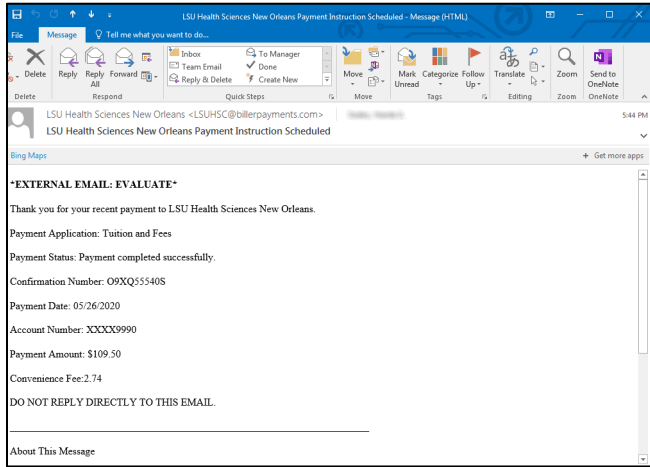 LSU Health Sciences New Orleans Payment Instruction Scheduled - Message (HTML)
File Message Tell me what you want to do...
Delete Reply Reply All Forward
Inbox To Manager
Team Email Done
Reply & Delete Create New
Move Mark Unread Categorize Follow Up Translate Zoom Send to OneNote
Delete Respond Quick Steps Move Tags Editing Zoom OneNote
LSU Health Sciences New Orleans <LSUHSC@billerpayments.com> 5:44 PM
LSU Health Sciences New Orleans Payment Instruction Scheduled
Bing Maps + Get more apps
*EXTERNAL EMAIL: EVALUATE*
Thank you for your recent payment to LSU Health Sciences New Orleans.
Payment Application: Tuition and Fees
Payment Status: Payment completed successfully.
Confirmation Number: O9XQ55540S
Payment Date: 05/26/2020
Account Number: XXXX9990
Payment Amount: $109.50
Convenience Fee:2.74
DO NOT REPLY DIRECTLY TO THIS EMAIL.
About This Message